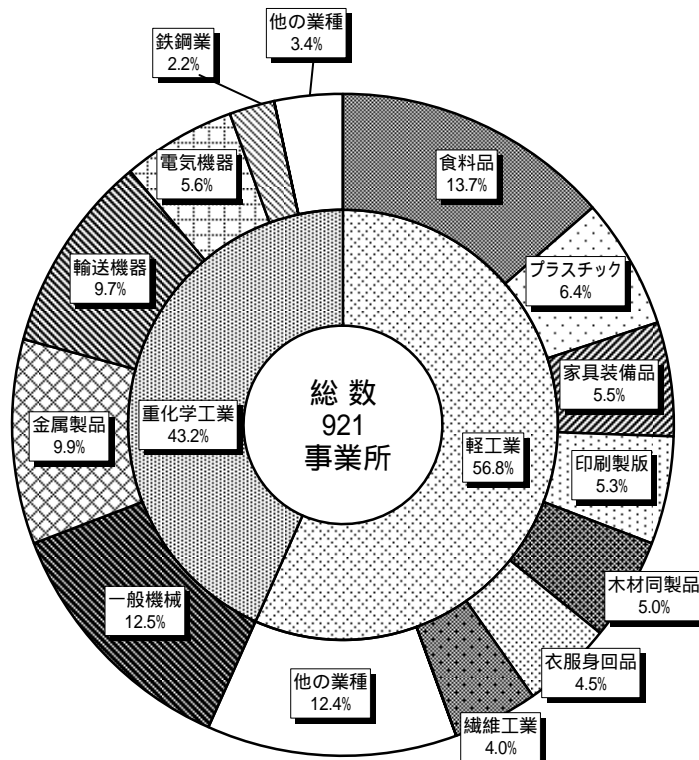 他の業種
3.4%
鉄鋼業
2.2%
電気機器
5.6%
食料品
13.7%
輸送機器
9.7%
プラスチック
6.4%
家具装備品
5.5%
総 数
921
事業所
金属製品
9.9%
重化学工業
43.2%
軽工業
56.8%
印刷製版
5.3%
木材同製品
5.0%
一般機械
12.5%
衣服身回品
4.5%
他の業種
12.4%
繊維工業
4.0%